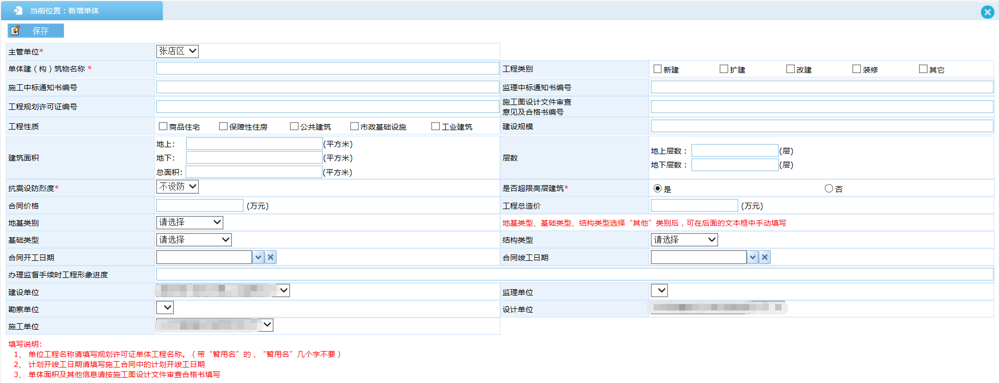 当前位置：新增单体
保存
主管单位* 张店区
单体建（构）筑物名称 * 工程类别 新建 扩建 改建 装修 其它
施工中标通知书编号 监理中标通知书编号
工程规划许可证编号 施工图设计文件审查
意见及合格书编号
工程性质 商品住宅 保障性住房 公共建筑 市政基础设施 工业建筑 建设规模
建筑面积 地上: (平方米)
地下: (平方米)
总面积: (平方米)
层数 地上层数： (层)
地下层数： (层)
抗震设防烈度* 不设防 是否超限高层建筑* 是 否
合同价格 (万元) 工程总造价 (万元)
地基类别 请选择 地基类型、基础类型、结构类型选择“其他”类别后，可在后面的文本框中手动填写
基础类型 请选择 结构类型 请选择
合同开工日期 合同竣工日期
办理监督手续时工程形象进度
建设单位 监理单位
勘察单位 设计单位
施工单位
填写说明:
1、 单位工程名称请填写规划许可证单体工程名称。（带“暂用名”的，“暂用名”几个字不要）
2、 计划开竣工日期请填写施工合同中的计划开竣工日期
3、 单体面积及其他信息请按施工图设计文件审查合格书填写